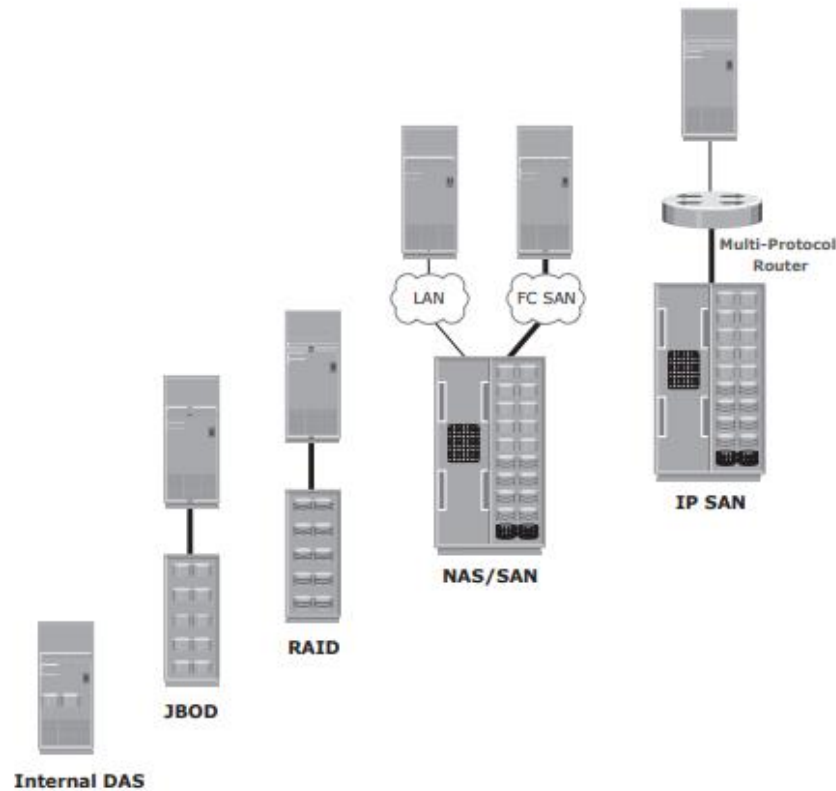 Multi-Protocol
Router
LAN
FC SAN
IP SAN
NAS/SAN
RAID
JBOD
Internal DAS